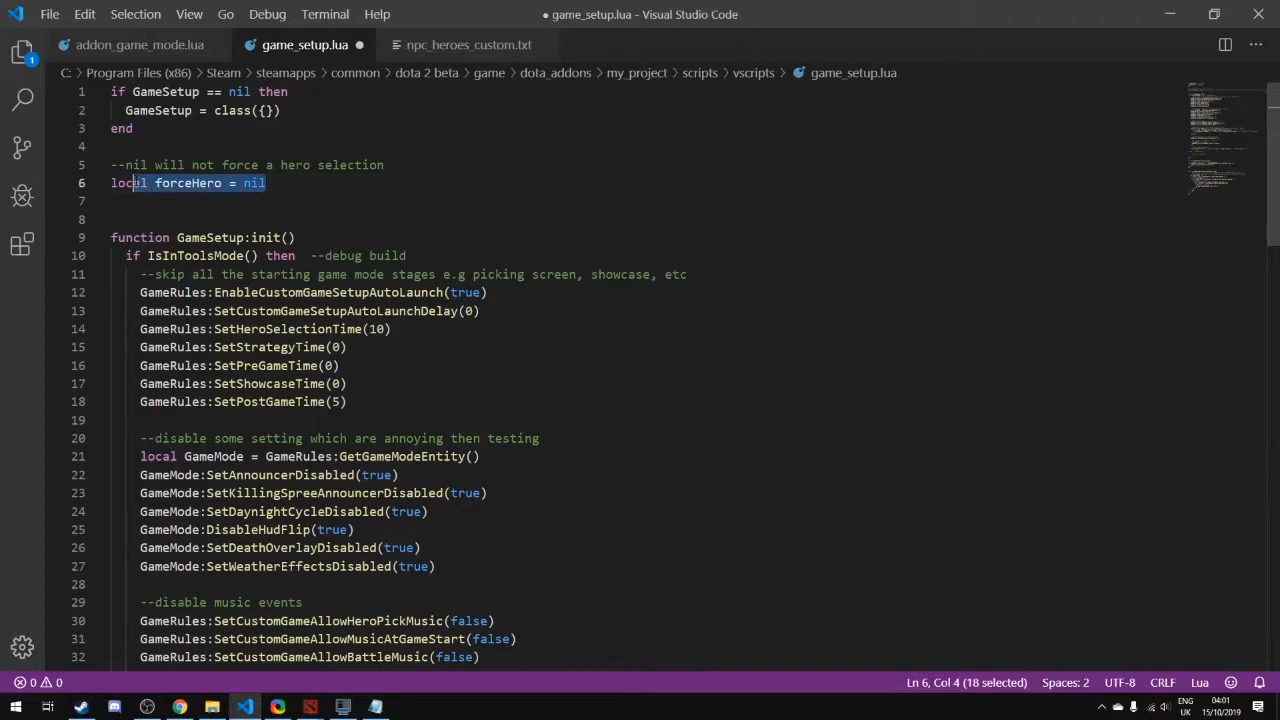 File Edit Selection View Go Debug Terminal Help
● game_setup.lua - Visual Studio Code
addon_game_mode.lua
game_setup.lua ●
npc_heroes_custom.txt
1
C: > Program Files (x86) > Steam > steamapps > common > dota 2 beta > game > dota_addons > my_project > scripts > vscripts > game_setup.lua
1 if GameSetup == nil then
2 GameSetup = class({})
3 end
4
5 --nil will not force a hero selection
6 local forceHero = nil
7
8
9 function GameSetup:init()
10 if IsInToolsMode() then --debug build
11 --skip all the starting game mode stages e.g picking screen, showcase, etc
12 GameRules:EnableCustomGameSetupAutoLaunch(true)
13 GameRules:SetCustomGameSetupAutoLaunchDelay(0)
14 GameRules:SetHeroSelectionTime(10)
15 GameRules:SetStrategyTime(0)
16 GameRules:SetPreGameTime(0)
17 GameRules:SetShowcaseTime(0)
18 GameRules:SetPostGameTime(5)
19
20 --disable some setting which are annoying then testing
21 local GameMode = GameRules:GetGameModeEntity()
22 GameMode:SetAnnouncerDisabled(true)
23 GameMode:SetKillingSpreeAnnouncerDisabled(true)
24 GameMode:SetDaynightCycleDisabled(true)
25 GameMode:DisableHudFlip(true)
26 GameMode:SetDeathOverlayDisabled(true)
27 GameMode:SetWeatherEffectsDisabled(true)
28
29 --disable music events
30 GameRules:SetCustomGameAllowHeroPickMusic(false)
31 GameRules:SetCustomGameAllowMusicAtGameStart(false)
32 GameRules:SetCustomGameAllowBattleMusic(false)
0 0
Ln 6, Col 4 (18 selected) Spaces: 2 UTF-8 CRLF Lua
ENG
UK
04:01
15/10/2019